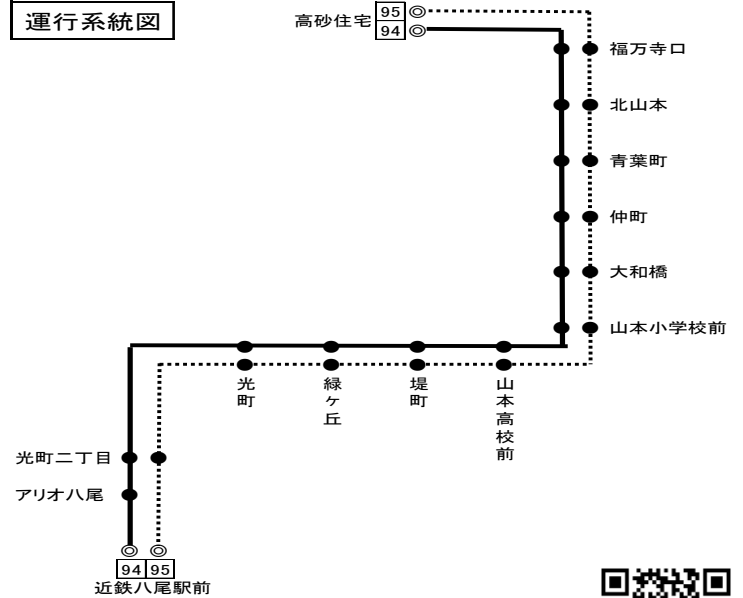 運行系統図
高砂住宅
95
94
福万寺口
北山本
青葉町
仲町
大和橋
山本小学校前
光町
緑ヶ丘
堤町
山本高校前
光町二丁目
アリオ八尾
94 95
近鉄八尾駅前